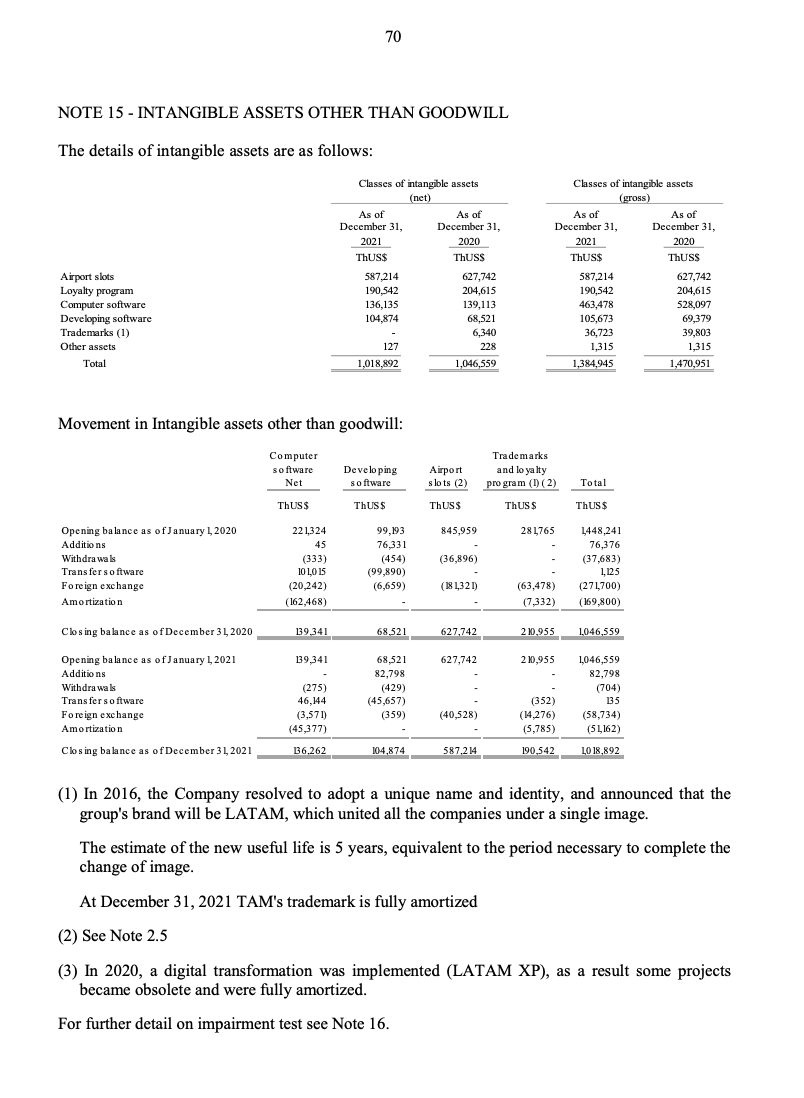 70
NOTE 15 - INTANGIBLE ASSETS OTHER THAN GOODWILL
The details of intangible assets are as follows:
Classes of intangible assets Classes of intangible assets
(net) (gross)
As of As of As of As of
December 31, December 31, December 31, December 31,
2021 2020 2021 2020
ThUS$ ThUS$ ThUS$ ThUS$
Airport slots 587,214 627,742 587,214 627,742
Loyalty program 190,542 204,615 190,542 204,615
Computer software 136,135 139,113 463,478 528,097
Developing software 104,874 68,521 105,673 69,379
Trademarks (1) - 6,340 36,723 39,803
Other assets 127 228 1,315 1,315
Total 1,018,892 1,046,559 1,384,945 1,470,951
Movement in Intangible assets other than goodwill:
Computer Trademarks
software Developing Airport and loyalty
Net software slots (2) program (1) (2) Total
ThUS$ ThUS$ ThUS$ ThUS$ ThUS$
Opening balance as of January 1, 2020 221,324 99,193 845,959 281,765 1,448,241
Additions 45 76,331 - - 76,376
Withdrawals (333) (454) (36,896) - (37,683)
Transfer software 101,015 (99,890) - - 1,125
Foreign exchange (20,242) (6,659) (181,321) (63,478) (271,700)
Amortization (162,468) - - (7,332) (169,800)
Closing balance as of December 31, 2020 139,341 68,521 627,742 210,955 1,046,559
Opening balance as of January 1, 2021 139,341 68,521 627,742 210,955 1,046,559
Additions - 82,798 - - 82,798
Withdrawals (275) (429) - - (704)
Transfer software 46,144 (45,657) - (352) 135
Foreign exchange (3,571) (359) (40,528) (14,276) (58,734)
Amortization (45,377) - - (5,785) (51,162)
Closing balance as of December 31, 2021 136,262 104,874 587,214 190,542 1,018,892
(1) In 2016, the Company resolved to adopt a unique name and identity, and announced that the
group's brand will be LATAM, which united all the companies under a single image.
The estimate of the new useful life is 5 years, equivalent to the period necessary to complete the
change of image.
At December 31, 2021 TAM's trademark is fully amortized
(2) See Note 2.5
(3) In 2020, a digital transformation was implemented (LATAM XP), as a result some projects
became obsolete and were fully amortized.
For further detail on impairment test see Note 16.